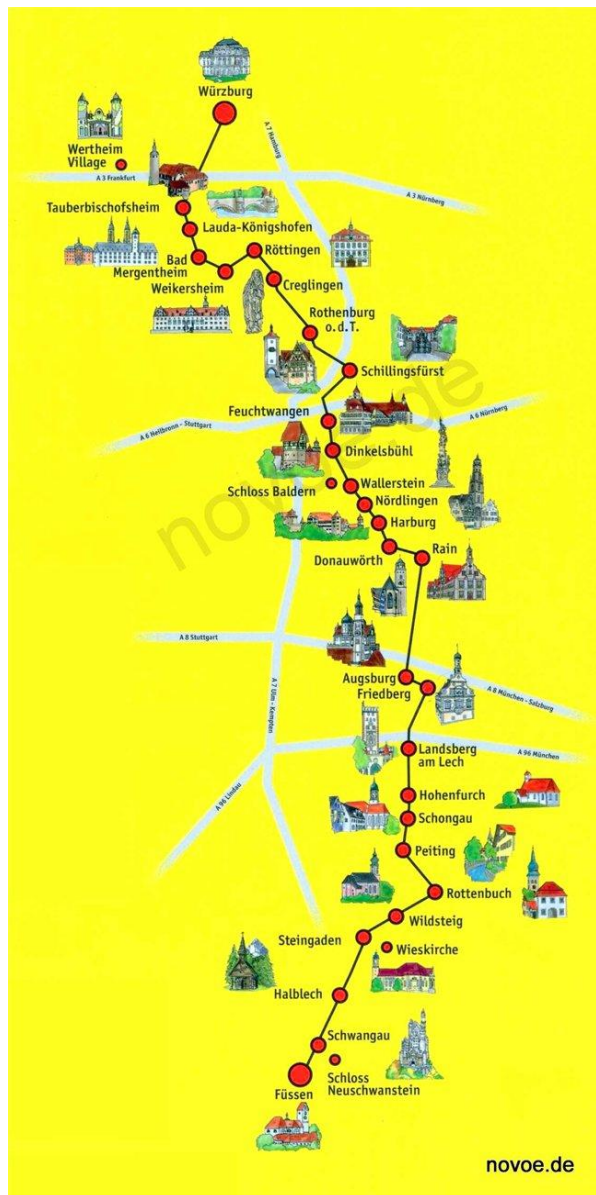 Würzburg
A 7 Hamburg
Wertheim
Village
A 3 Frankfurt
A 3 Nürnberg
Tauberbischofsheim
Lauda-Königshofen
Röttingen
Bad
Mergentheim
Weikersheim
Creglingen
Rothenburg
o.d.T.
Schillingsfürst
Feuchtwangen
A 6 Heilbronn - Stuttgart
A 6 Nürnberg
Dinkelsbühl
Schloss Baldern
Wallerstein
Nördlingen
Harburg
Donauwörth
Rain
novoe.de
A 8 Stuttgart
A 7 Ulm - Kempten
Augsburg
Friedberg
A 8 München - Salzburg
Landsberg
am Lech
A 96 München
A 96 Lindau
Hohenfurch
Schongau
Peiting
Rottenbuch
Wildsteig
Steingaden
Wieskirche
Halblech
Schwangau
Schloss
Neuschwanstein
Füssen
novoe.de